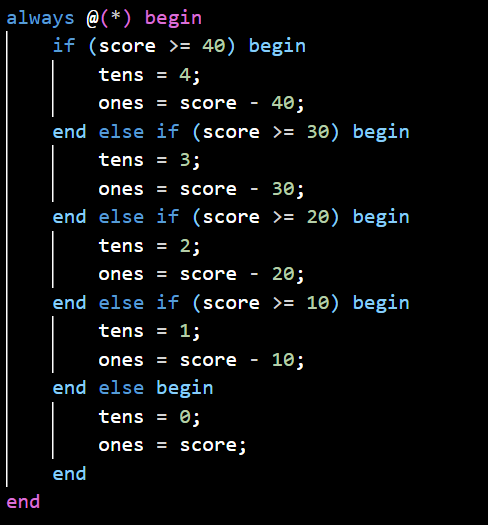 always @(*) begin
    if (score >= 40) begin
        tens = 4;
        ones = score - 40;
    end else if (score >= 30) begin
        tens = 3;
        ones = score - 30;
    end else if (score >= 20) begin
        tens = 2;
        ones = score - 20;
    end else if (score >= 10) begin
        tens = 1;
        ones = score - 10;
    end else begin
        tens = 0;
        ones = score;
    end
end